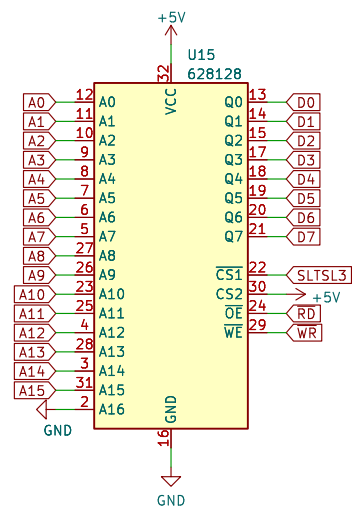 +5V
U15
628128
32
VCC
A0 12 A0 Q0 13 D0
A1 11 A1 Q1 14 D1
A2 10 A2 Q2 15 D2
A3 9 A3 Q3 17 D3
A4 8 A4 Q4 18 D4
A5 7 A5 Q5 19 D5
A6 6 A6 Q6 20 D6
A7 5 A7 Q7 21 D7
A8 27 A8
A9 26 A9 CS1 22 SLTSL3
A10 23 A10 CS2 30 +5V
A11 25 A11 OE 24 RD
A12 4 A12 WE 29 WR
A13 28 A13
A14 3 A14
A15 31 A15
2 A16
GND
GND
16
GND